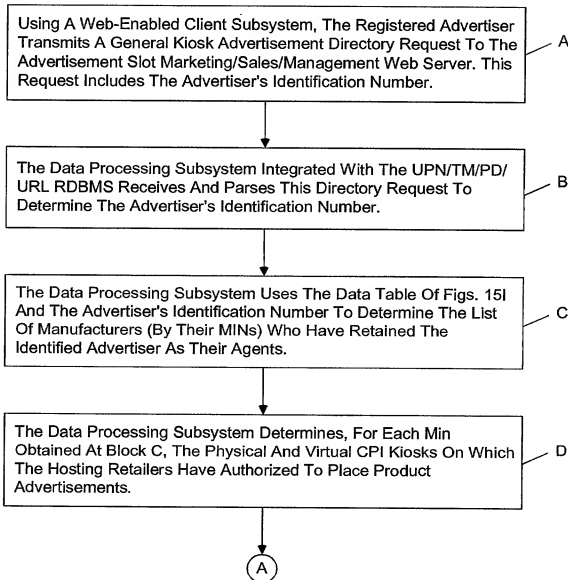 Using A Web-Enabled Client Subsystem, The Registered Advertiser
Transmits A General Kiosk Advertisement Directory Request To The
Advertisement Slot Marketing/Sales/Management Web Server. This
Request Includes The Advertiser's Identification Number.
A
The Data Processing Subsystem Integrated With The UPN/TM/PD/
URL RDBMS Receives And Parses This Directory Request To
Determine The Advertiser's Identification Number.
B
The Data Processing Subsystem Uses The Data Table Of Figs. 15I
And The Advertiser's Identification Number To Determine The List
Of Manufacturers (By Their MINs) Who Have Retained The
Identified Advertiser As Their Agents.
C
The Data Processing Subsystem Determines, For Each Min
Obtained At Block C, The Physical And Virtual CPI Kiosks On Which
The Hosting Retailers Have Authorized To Place Product
Advertisements.
D
A